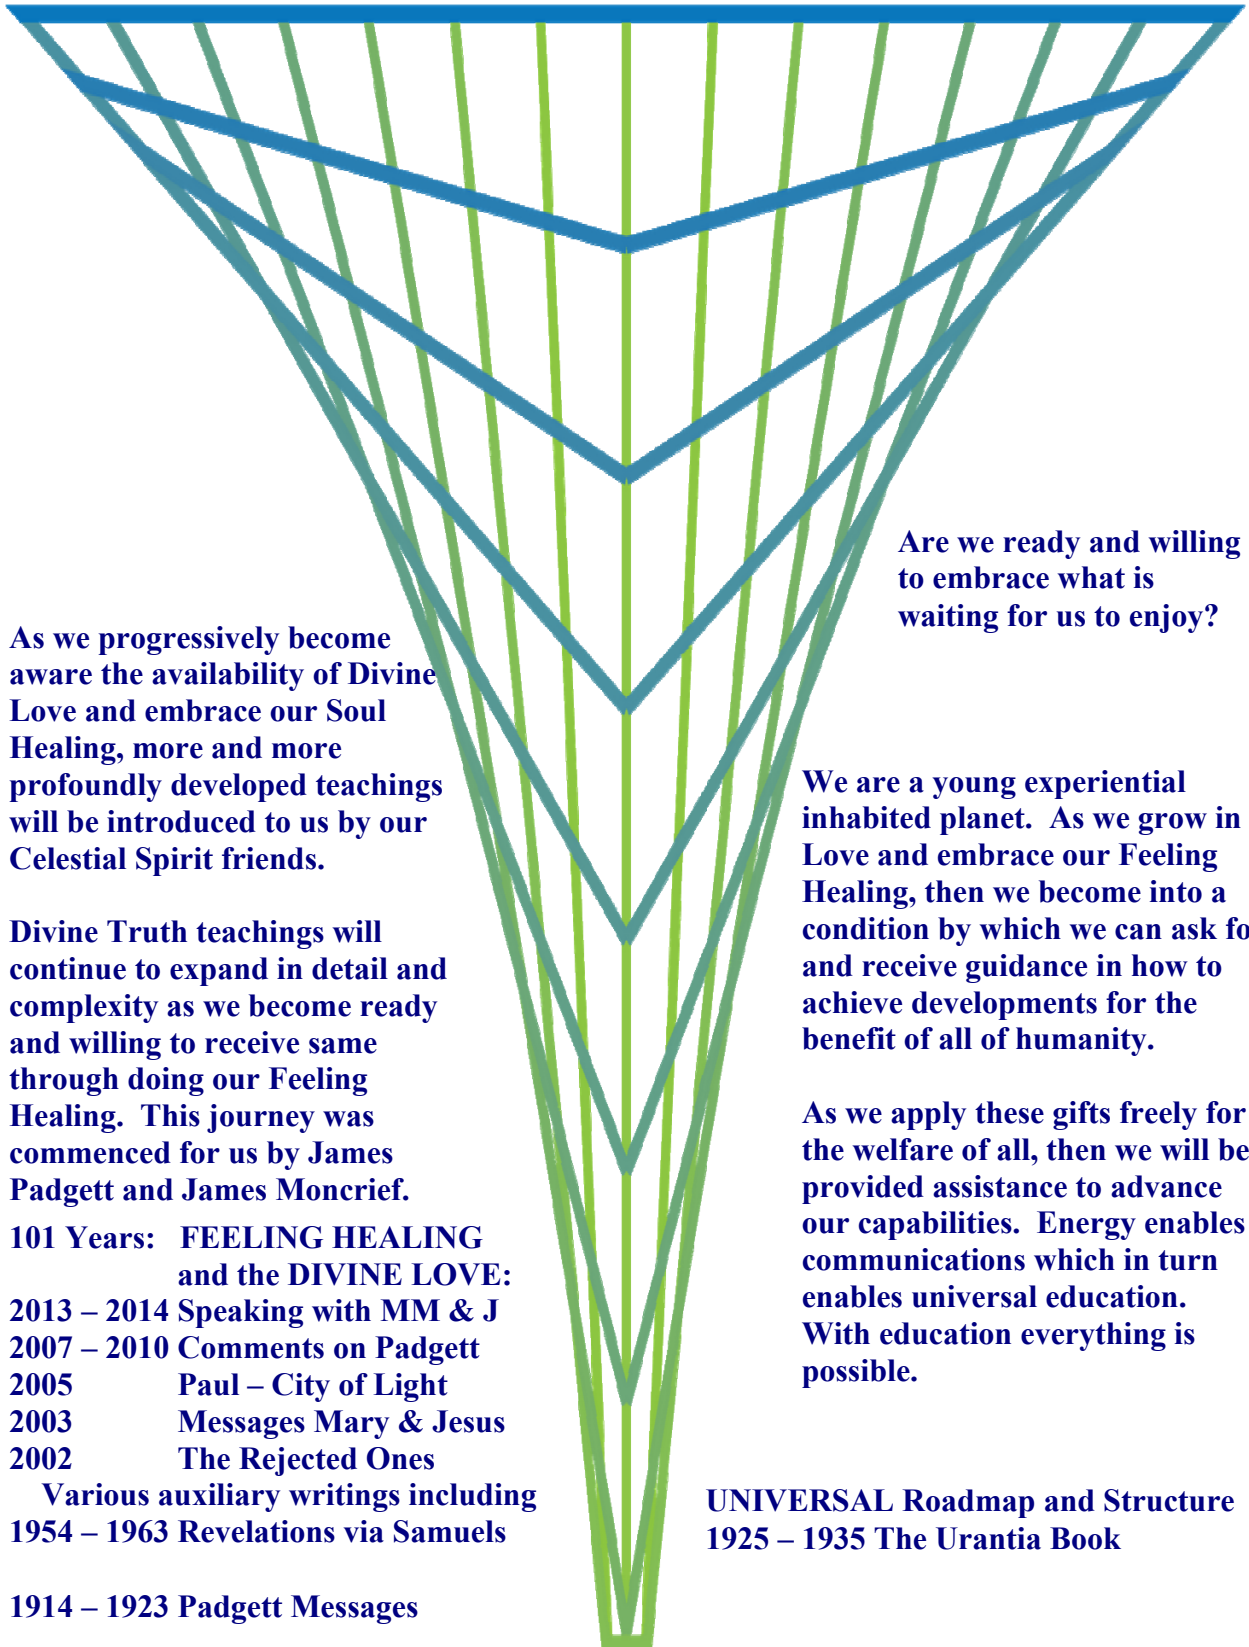 Are we ready and willing
to embrace what is
waiting for us to enjoy?
As we progressively become
aware the availability of Divine
Love and embrace our Soul
Healing, more and more
profoundly developed teachings
will be introduced to us by our
Celestial Spirit friends.
Divine Truth teachings will
continue to expand in detail and
complexity as we become ready
and willing to receive same
through doing our Feeling
Healing.  This journey was
commenced for us by James
Padgett and James Moncrief.
We are a young experiential
inhabited planet.  As we grow in
Love and embrace our Feeling
Healing, then we become into a
condition by which we can ask fo
and receive guidance in how to
achieve developments for the
benefit of all of humanity.
As we apply these gifts freely for
the welfare of all, then we will be
provided assistance to advance
our capabilities.  Energy enables
communications which in turn
enables universal education.
With education everything is
possible.
101 Years:   FEELING HEALING
and the DIVINE LOVE:
2013 – 2014 Speaking with MM & J
2007 – 2010 Comments on Padgett
2005 Paul – City of Light
2003 Messages Mary & Jesus
2002 The Rejected Ones
Various auxiliary writings including
1954 – 1963 Revelations via Samuels
1914 – 1923 Padgett Messages
UNIVERSAL Roadmap and Structure
1925 – 1935 The Urantia Book